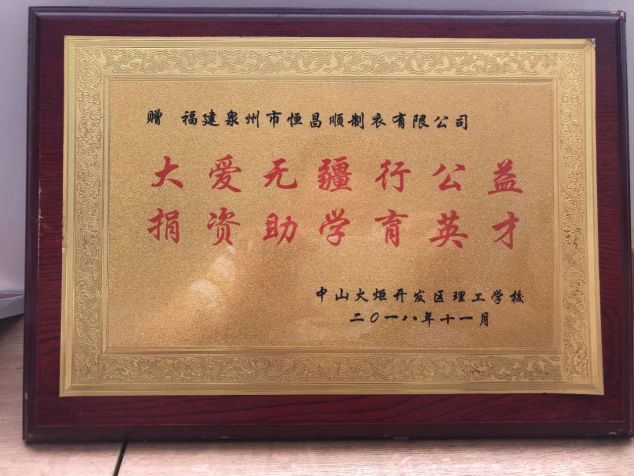 赠 福建泉州市恒昌顺制衣有限公司
大爱无疆行公益
捐资助学育英才
中山火炬开发区理工学校
二〇一八年十一月